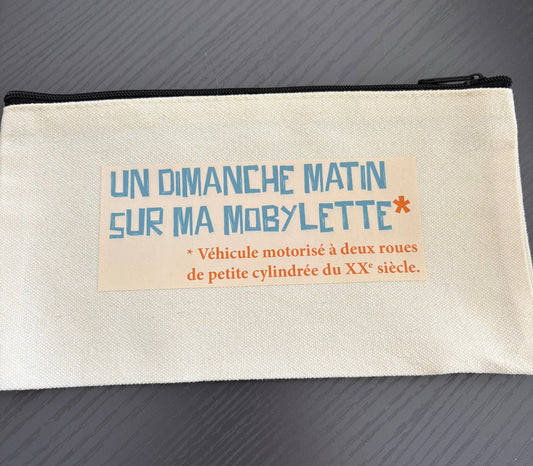 UN DIMANCHE MATIN
SUR MA MOBYLETTE*
* Véhicule motorisé à deux roues
de petite cylindrée du XXe siècle.